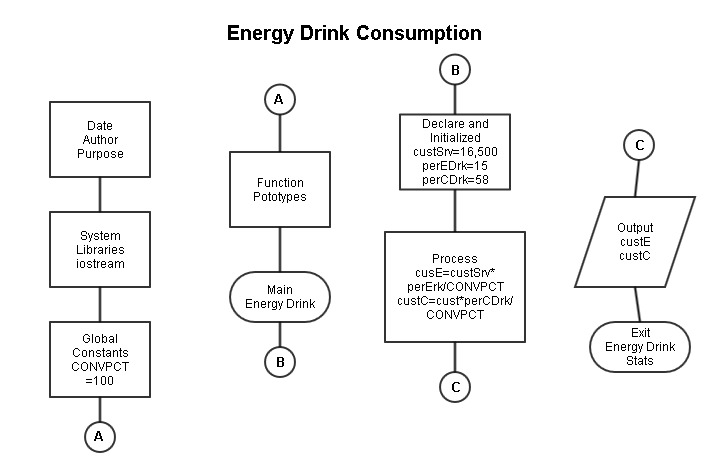 Energy Drink Consumption
Date
Author
Purpose
System
Libraries
iostream
Global
Constants
CONVPCT
=100
A
A
Function
Pototypes
Main
Energy Drink
B
B
Declare and
Initialized
custSrv=16,500
perEDrk=15
perCDrk=58
Process
cusE=custSrv*
perErk/CONVPCT
custC=cust*perCDrk/
CONVPCT
C
C
Output
custE
custC
Exit
Energy Drink
Stats